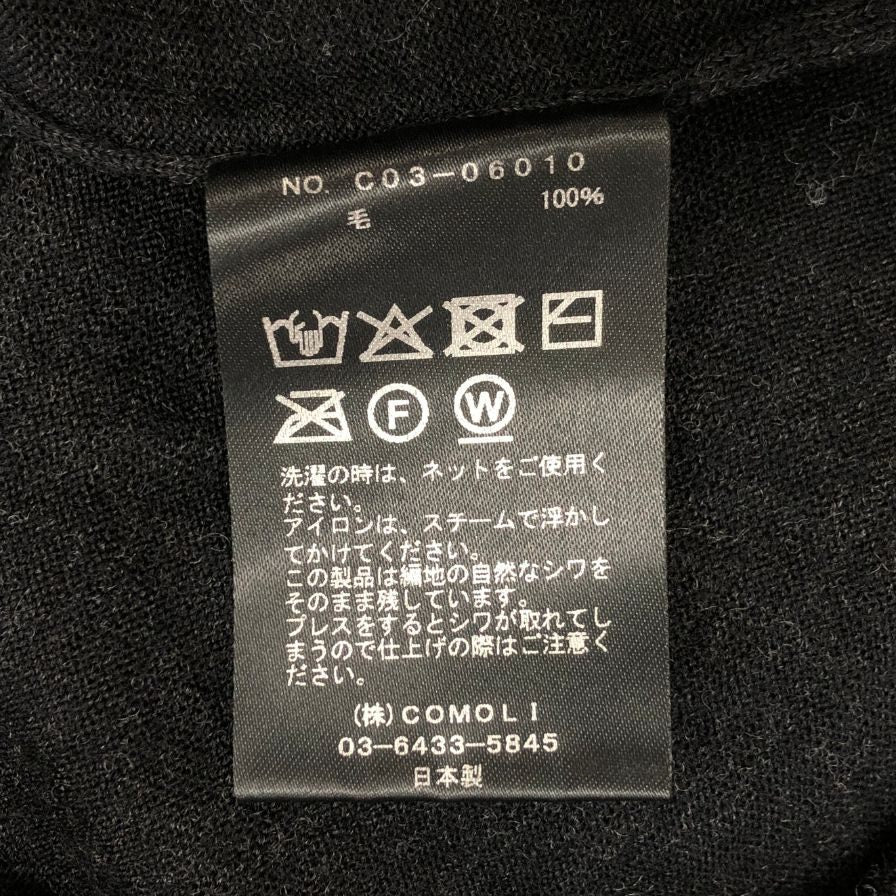 NO. C03-06010
毛 100%
F W
洗濯の時は、ネットをご使用く
ださい。
アイロンは、スチームで浮かし
てかけてください。
この製品は編地の自然なシワを
そのまま残しています。
プレスをするとシワが取れてし
まうので仕上げの際はご注意く
ださい。
(株)COMOLI
03-6433-5845
日本製